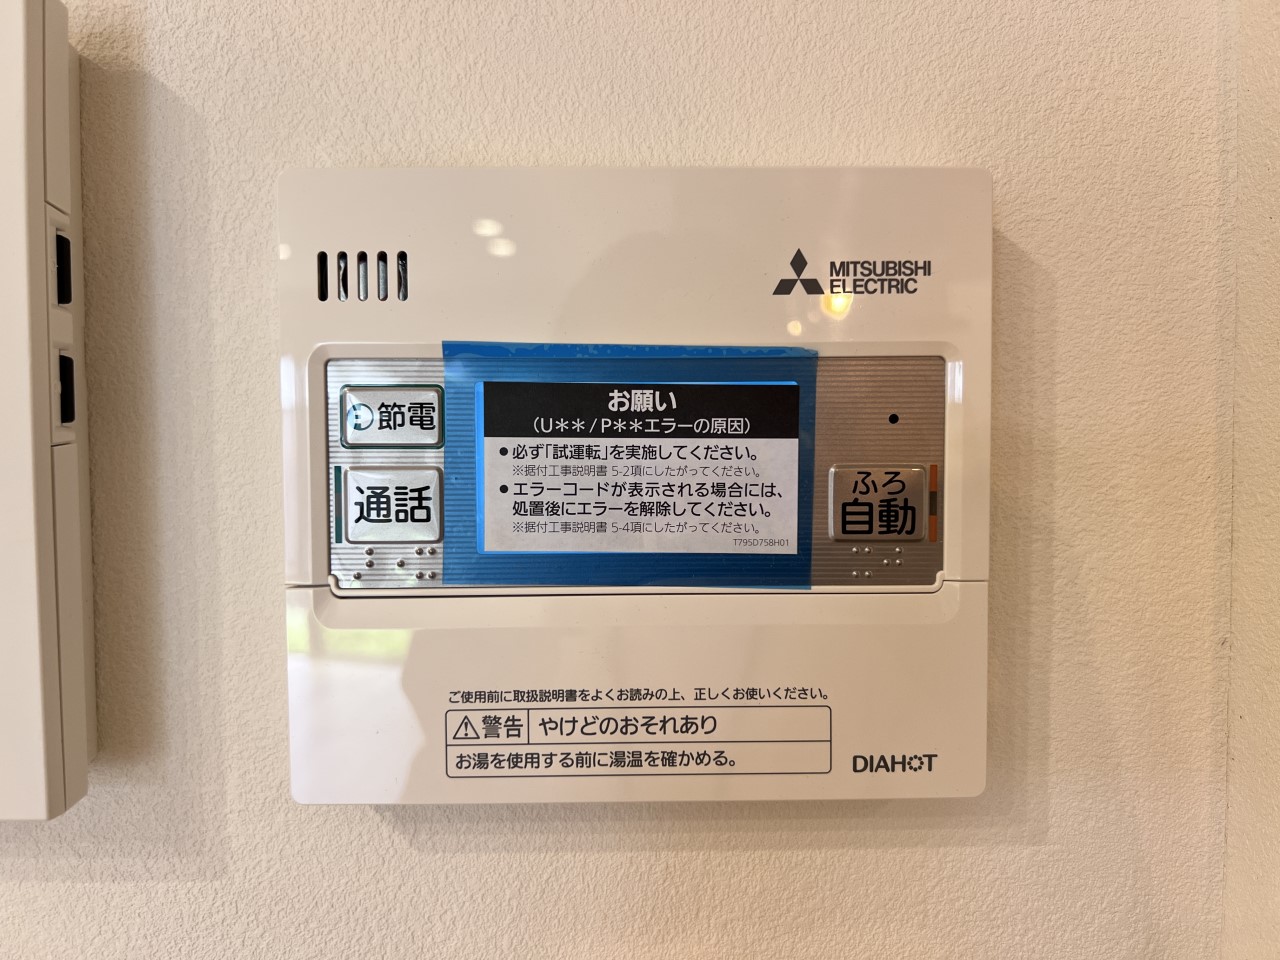 MITSUBISHI
ELECTRIC
節電
お願い
(U＊＊ / P＊＊エラーの原因)
●必ず「試運転」を実施してください。
※据付工事説明書 5-2項にしたがってください。
●エラーコードが表示される場合には、
処置後にエラーを解除してください。
※据付工事説明書 5-4項にしたがってください。
T795D758H01
通話
ふろ
自動
ご使用前に取扱説明書をよくお読みの上、正しくお使いください。
⚠警告 やけどのおそれあり
お湯を使用する前に湯温を確かめる。
DIAHOT